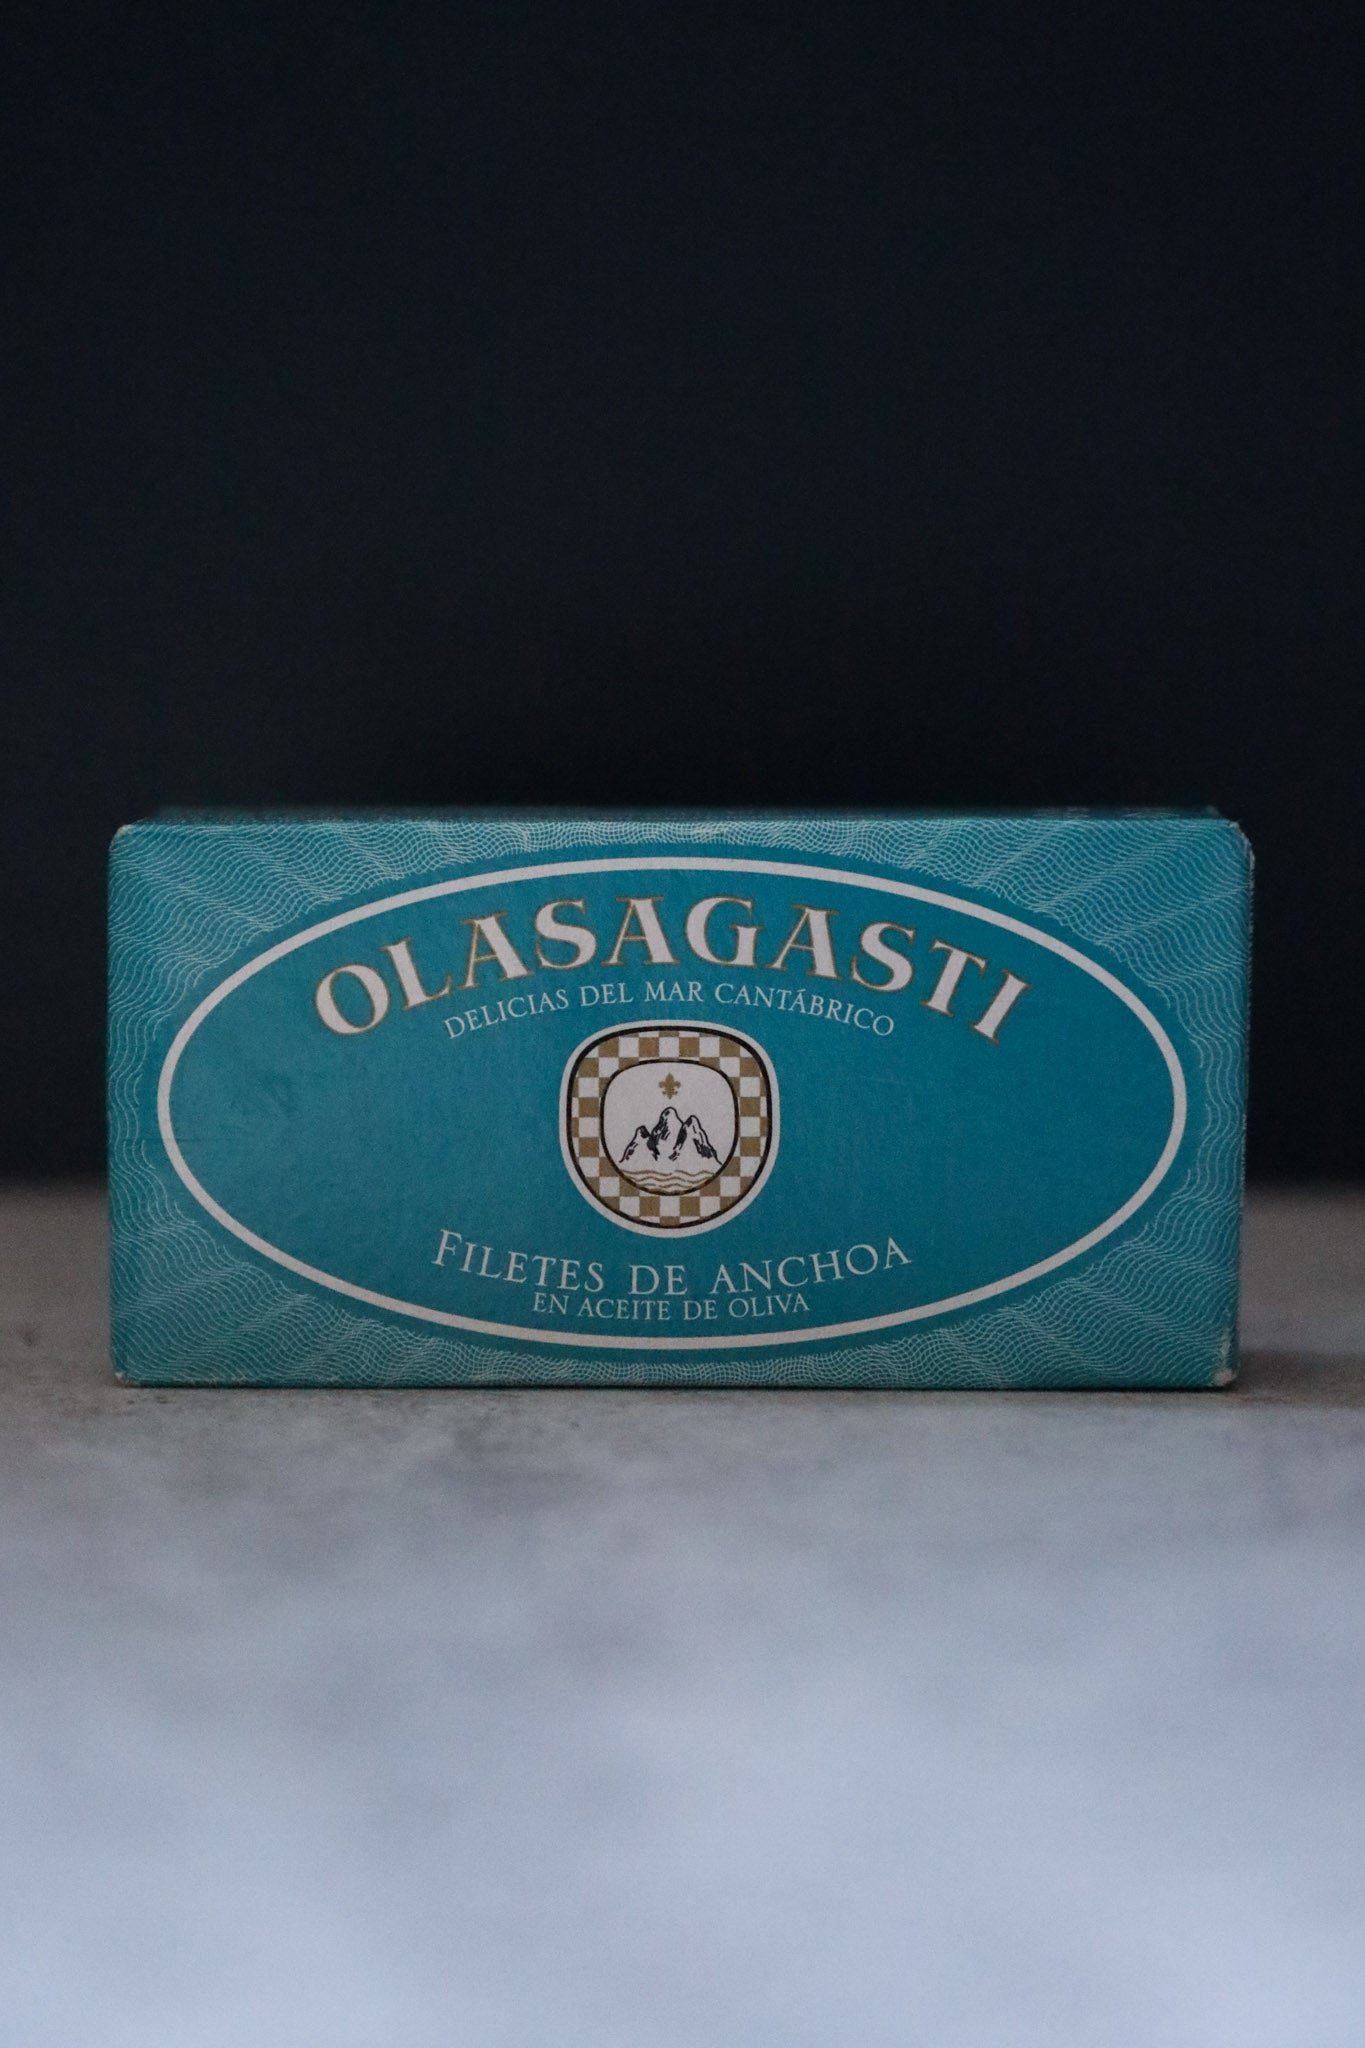 OLASAGASTI
DELICIAS DEL MAR CANTÁBRICO
FILETES DE ANCHOA
EN ACEITE DE OLIVA